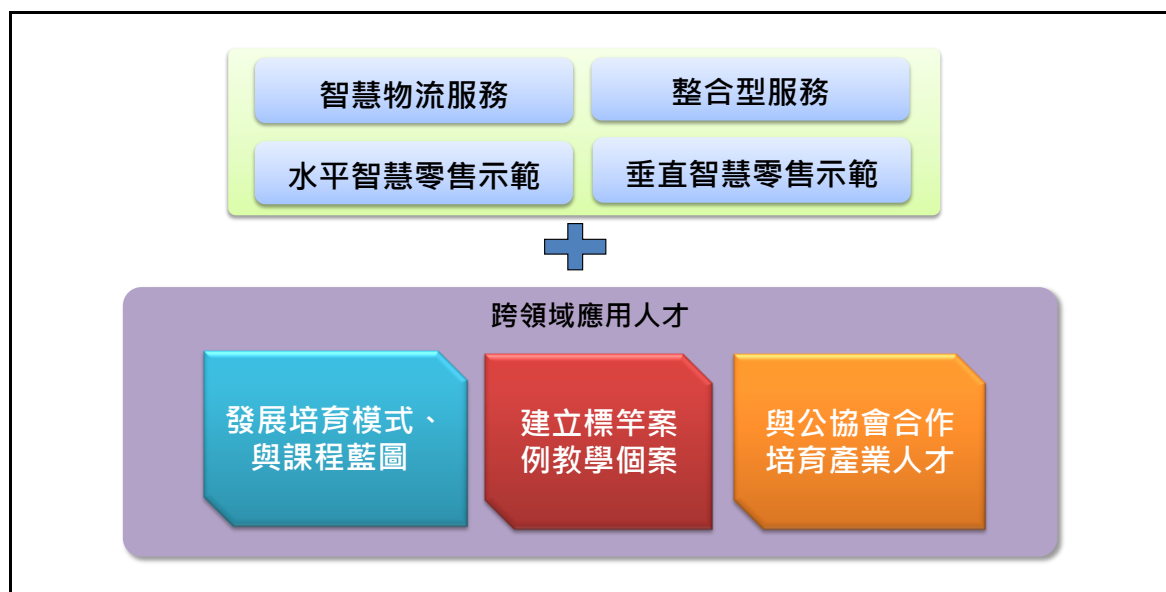 智慧物流服務
整合型服務
水平智慧零售示範
垂直智慧零售示範
跨領域應用人才
發展培育模式、
與課程藍圖
建立標竿案
例教學個案
與公協會合作
培育產業人才